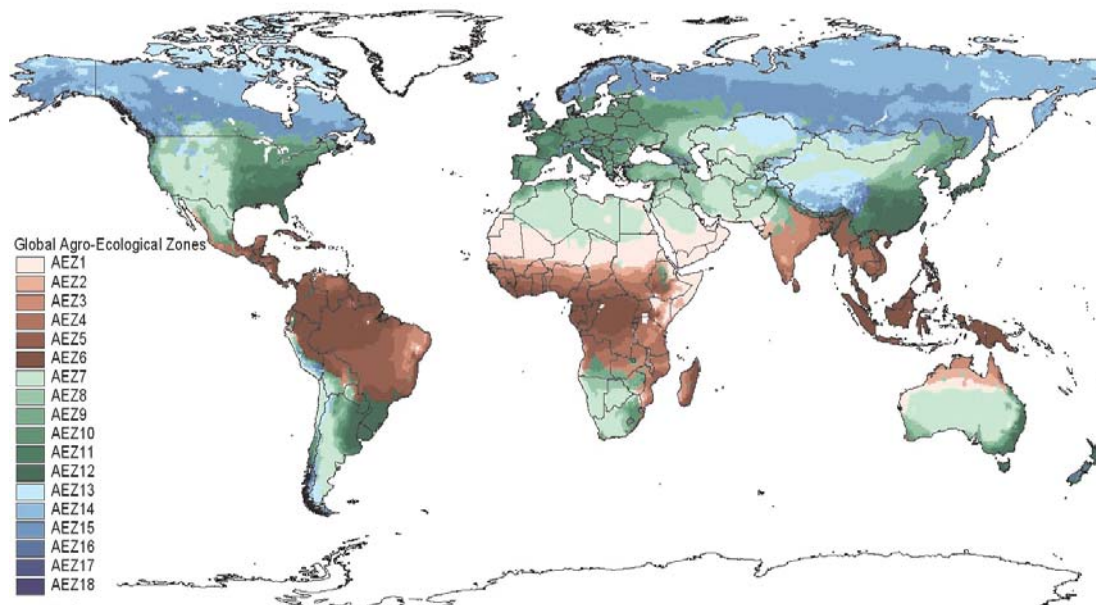 Global Agro-Ecological Zones
AEZ1
AEZ2
AEZ3
AEZ4
AEZ5
AEZ6
AEZ7
AEZ8
AEZ9
AEZ10
AEZ11
AEZ12
AEZ13
AEZ14
AEZ15
AEZ16
AEZ17
AEZ18